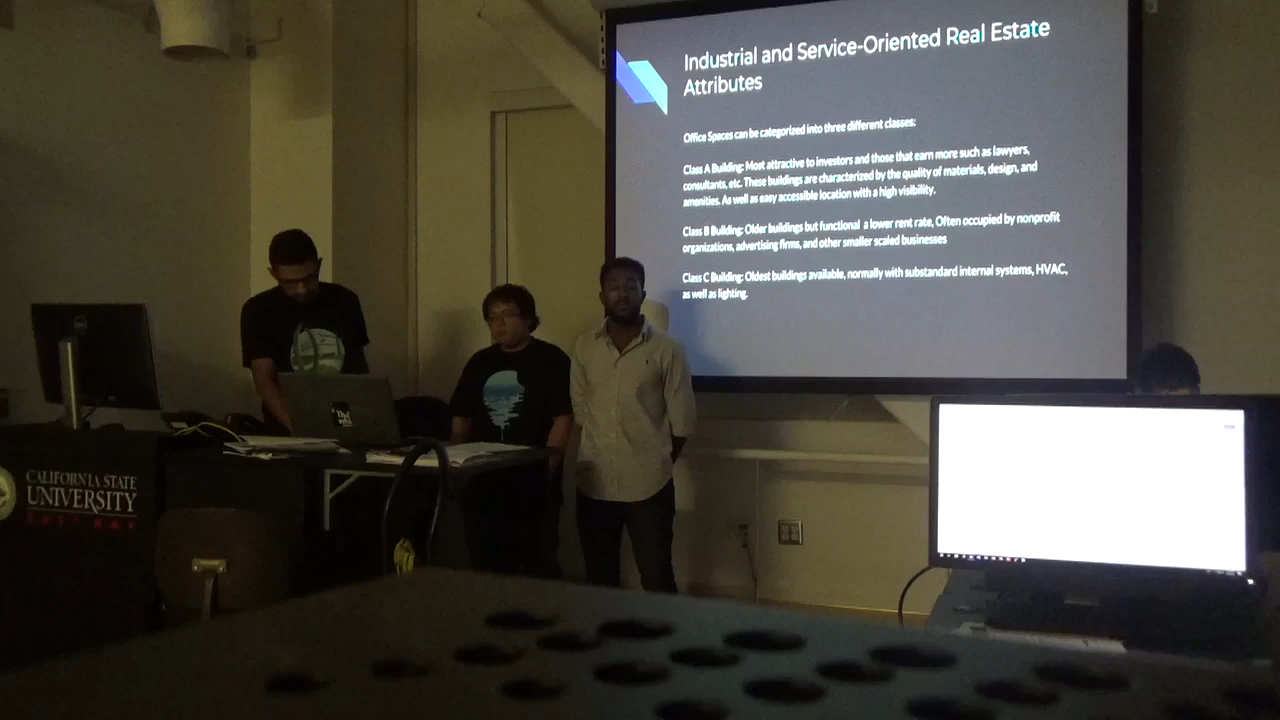 Industrial and Service-Oriented Real Estate
Attributes
Office Spaces can be categorized into three different classes:
Class A Building: Most attractive to investors and those that earn more such as lawyers,
consultants, etc. These buildings are characterized by the quality of materials, design, and
amenities. As well as easy accessible location with a high visibility.
Class B Building: Older buildings but functional a lower rent rate, Often occupied by nonprofit
organizations, advertising firms, and other smaller scaled businesses
Class C Building: Oldest buildings available, normally with substandard internal systems, HVAC,
as well as lighting.
CALIFORNIA STATE
UNIVERSITY
EAST BAY